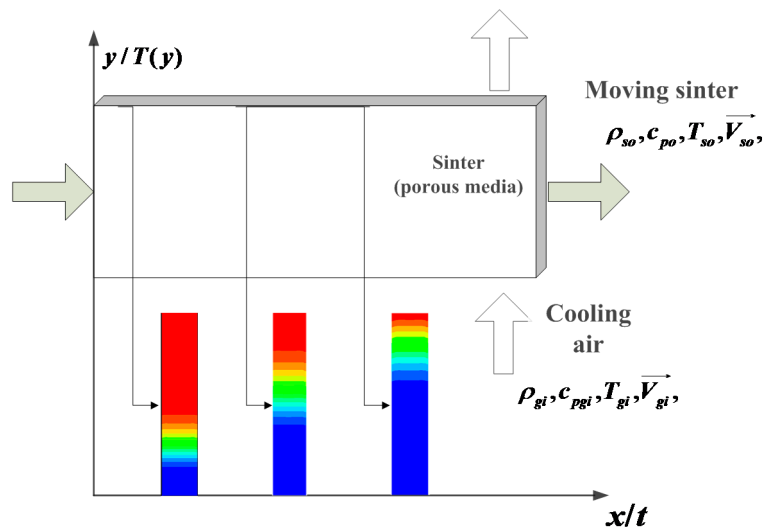 y/T(y)
Moving sinter
ρso,cpo,Tso,Vso,
Sinter
(porous media)
Cooling
air
ρgi,cpgi,Tgi,Vgi,
x/t